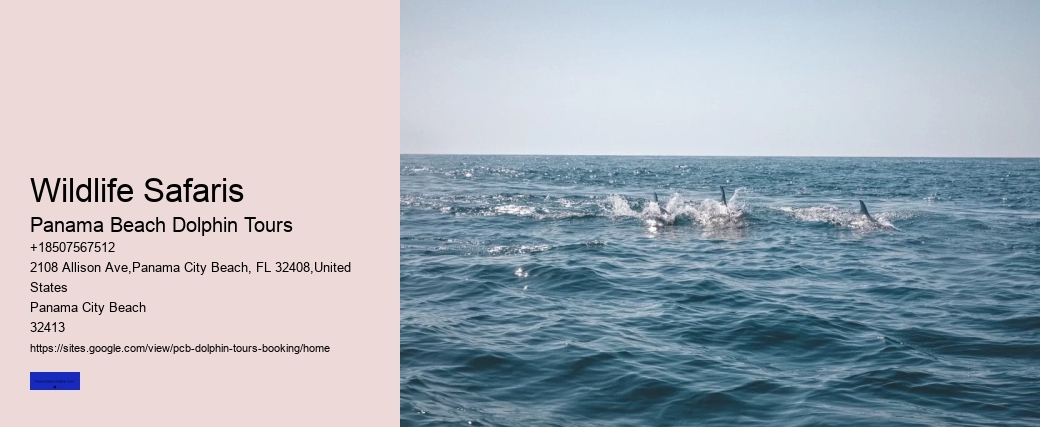 Wildlife Safaris
Panama Beach Dolphin Tours
+18507567512
2108 Allison Ave,Panama City Beach, FL 32408,United
States
Panama City Beach
32413
https://sites.google.com/view/pcb-dolphin-tours-booking/home